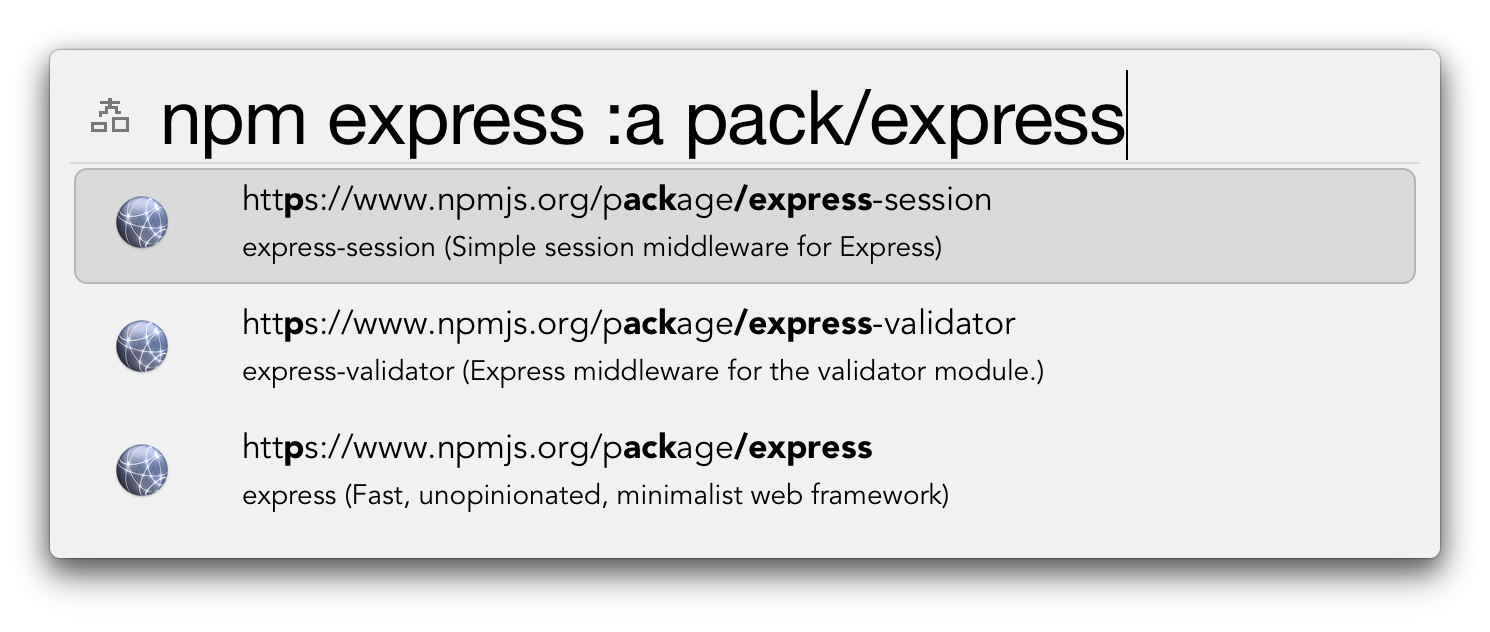 npm express :a pack/express
https://www.npmjs.org/package/express-session
express-session (Simple session middleware for Express)
https://www.npmjs.org/package/express-validator
express-validator (Express middleware for the validator module.)
https://www.npmjs.org/package/express
express (Fast, unopinionated, minimalist web framework)